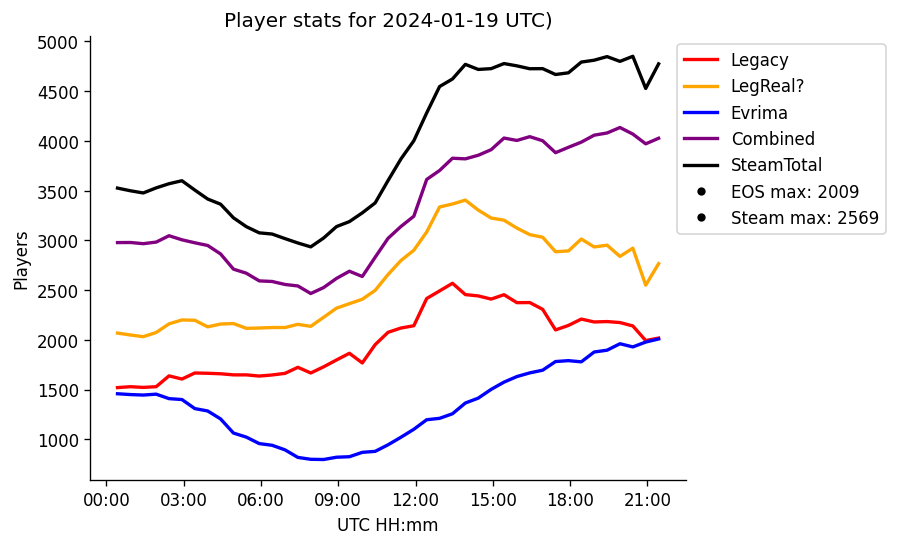 Player stats for 2024-01-19 UTC)
5000
4500
4000
3500
3000
2500
2000
1500
1000
Players
00:00 03:00 06:00 09:00 12:00 15:00 18:00 21:00
UTC HH:mm
Legacy
LegReal?
Evrima
Combined
SteamTotal
EOS max: 2009
Steam max: 2569